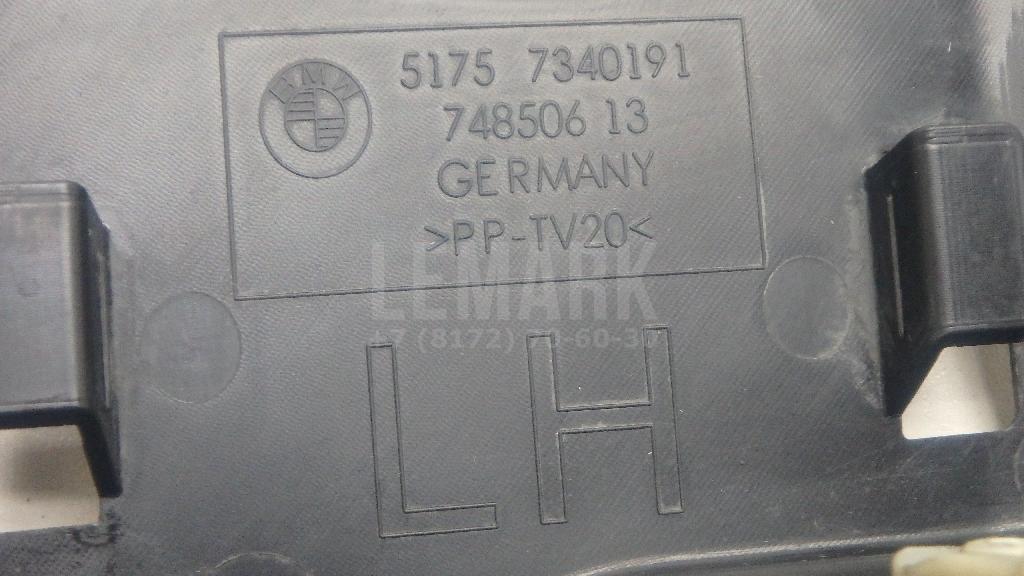 BMW
5175 7340191
748506 13
GERMANY
>PP-TV20<
LEMARK
LH